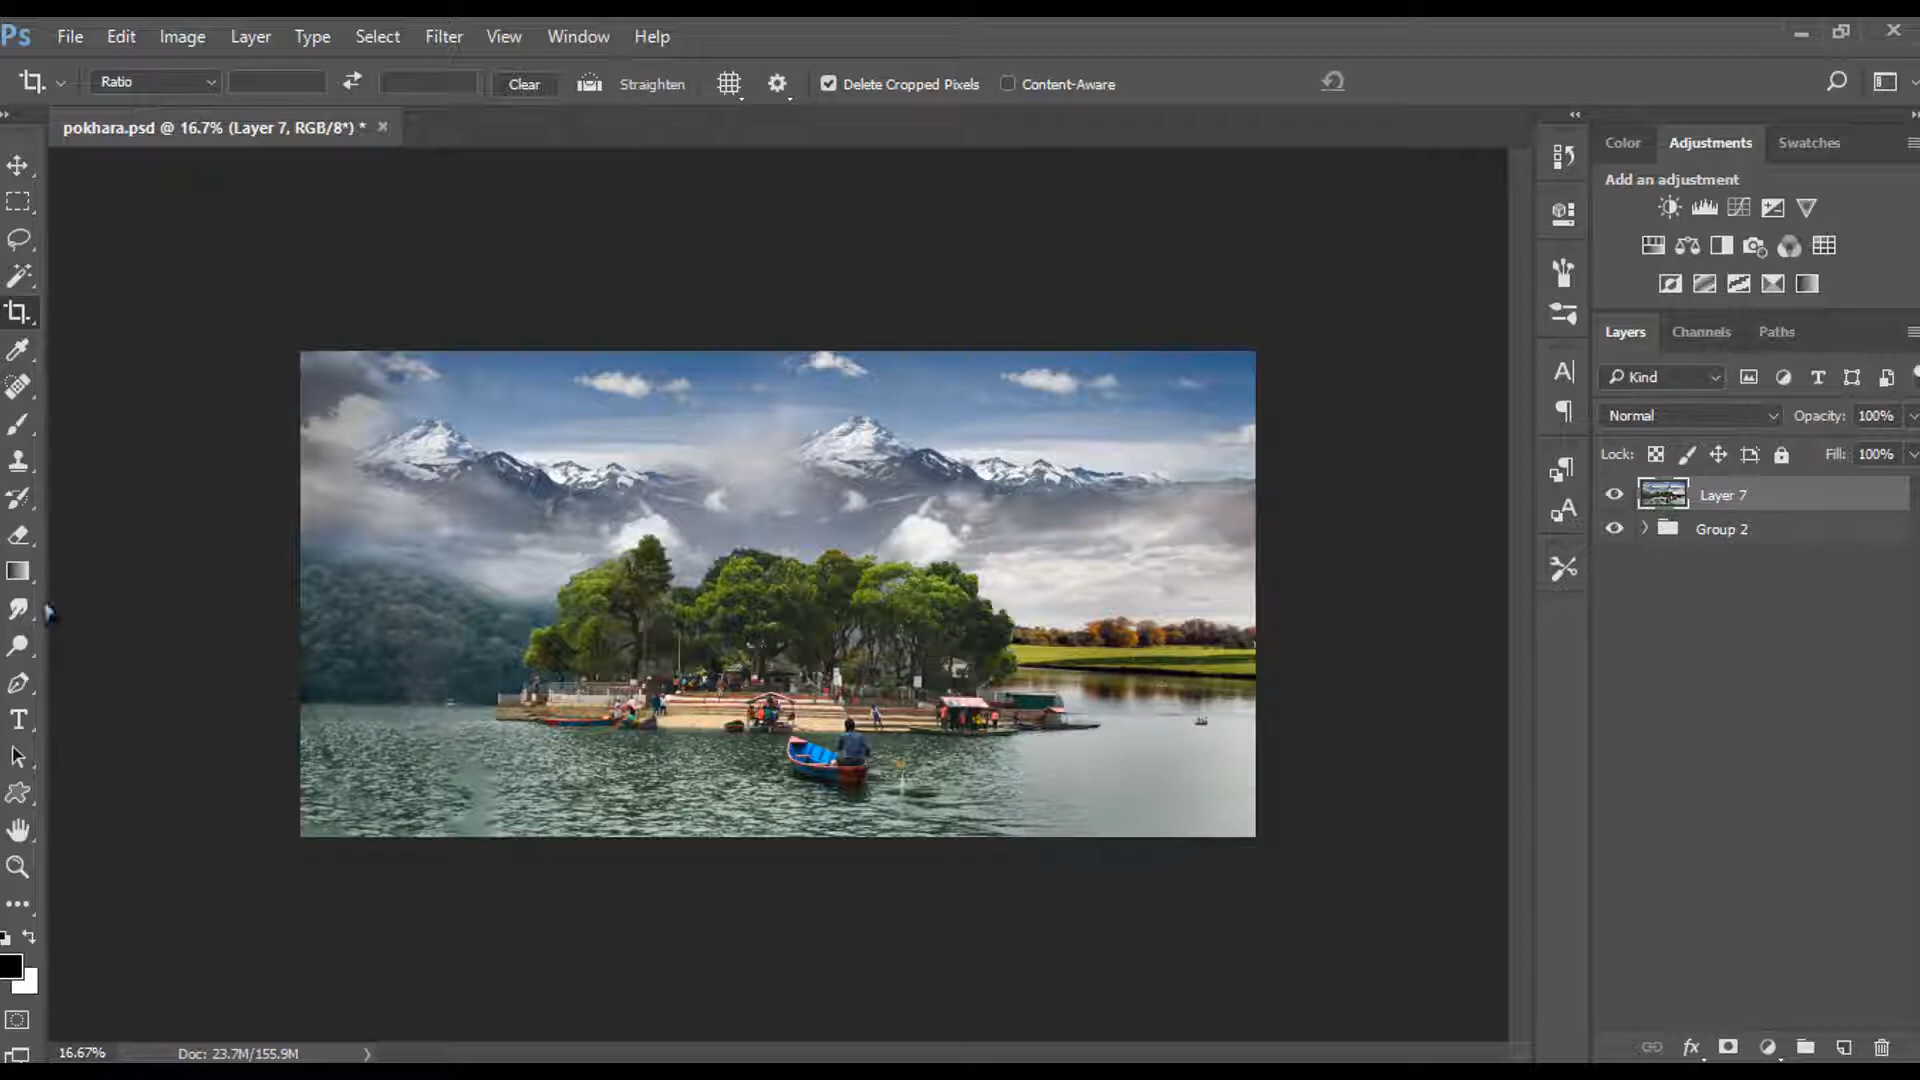 Ps File Edit Image Layer Type Select Filter View Window Help
Ratio Clear Straighten Delete Cropped Pixels Content-Aware
pokhara.psd @ 16.7% (Layer 7, RGB/8*) * ×
Color Adjustments Swatches
Add an adjustment
Layers Channels Paths
Kind
Normal Opacity: 100%
Lock: Fill: 100%
Layer 7
Group 2
fx
16.67% Doc: 23.7M/155.9M